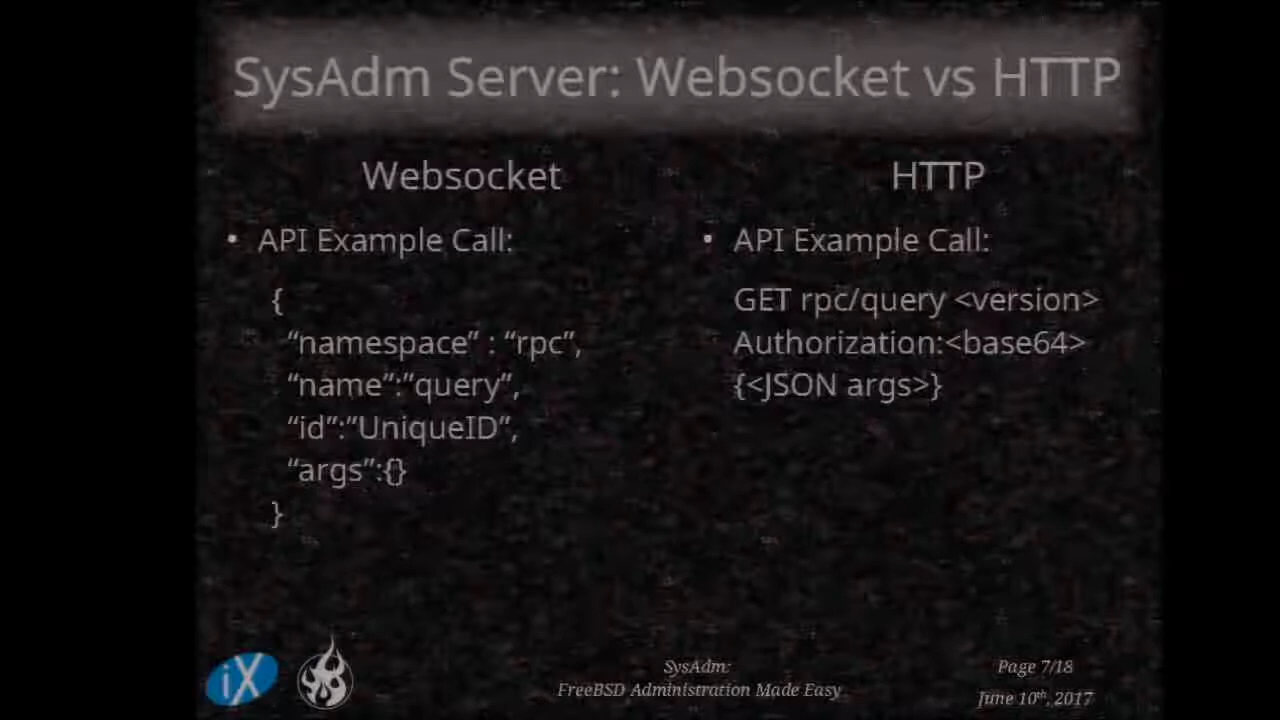 SysAdm Server: Websocket vs HTTP
Websocket
• API Example Call:
{
“namespace” : “rpc”,
“name”:”query”,
“id”:”UniqueID”,
“args”:{}
}
HTTP
• API Example Call:
GET rpc/query <version>
Authorization:<base64>
{<JSON args>}
iX
SysAdm:
FreeBSD Administration Made Easy
Page 7/18
June 10th, 2017